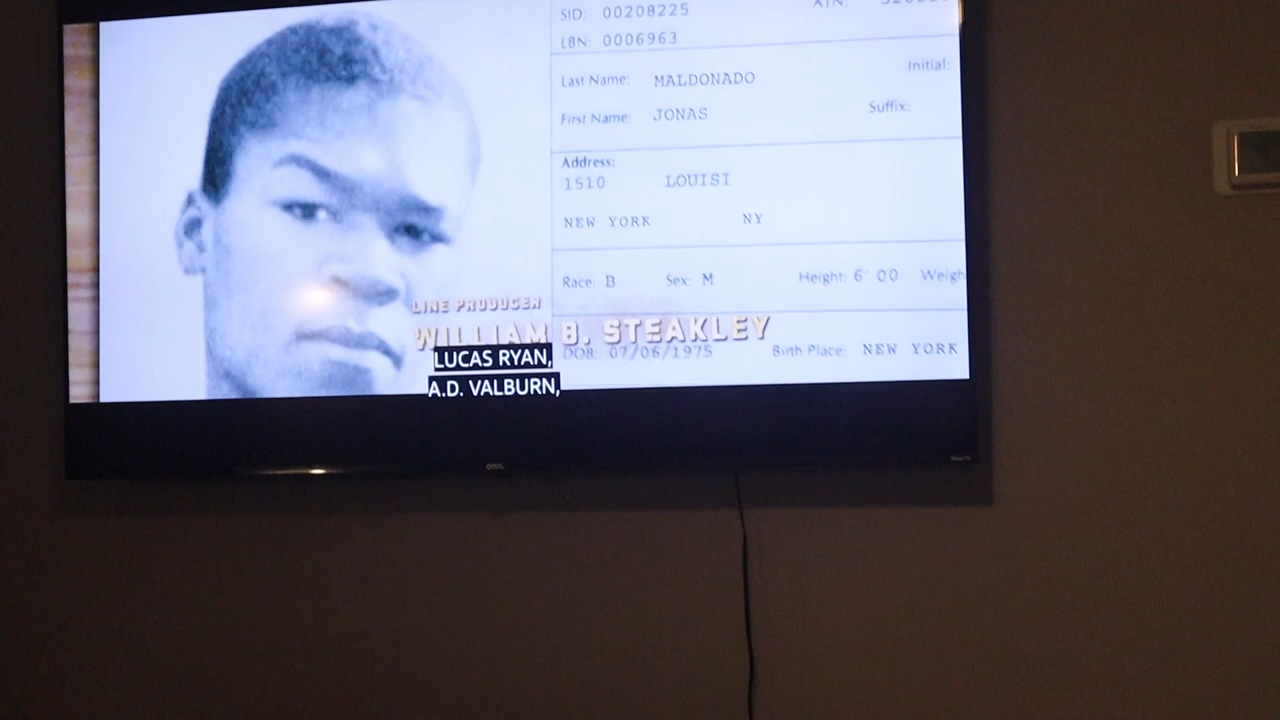 SID: 00208225
LBN: 0006963
Last Name: MALDONADO
Initial:
First Name: JONAS
Suffix:
Address:
1510 LOUISI
NEW YORK NY
Race: B Sex: M Height: 6' 00 Weigh
LINE PRODUCER
WILLIAM B. STEAKLEY
DOB: 07/06/1975 Birth Place: NEW YORK
LUCAS RYAN,
A.D. VALBURN,
onn.